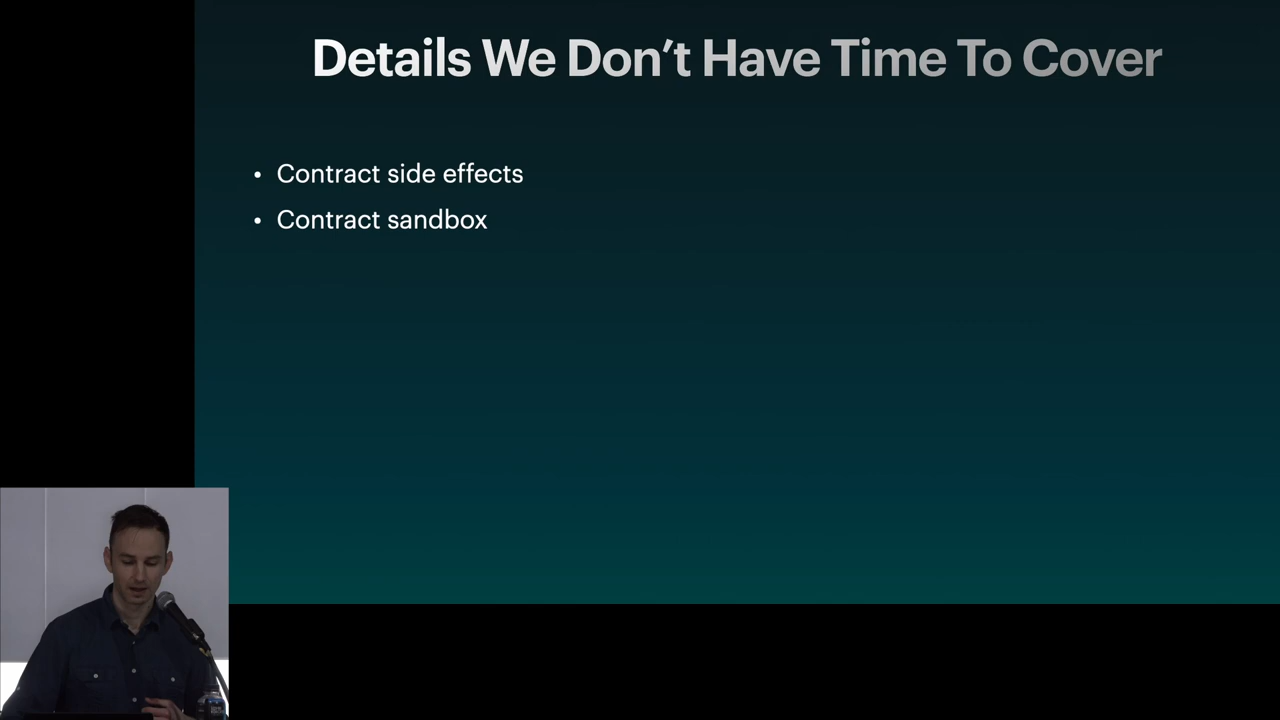 Details We Don’t Have Time To Cover
• Contract side effects
• Contract sandbox